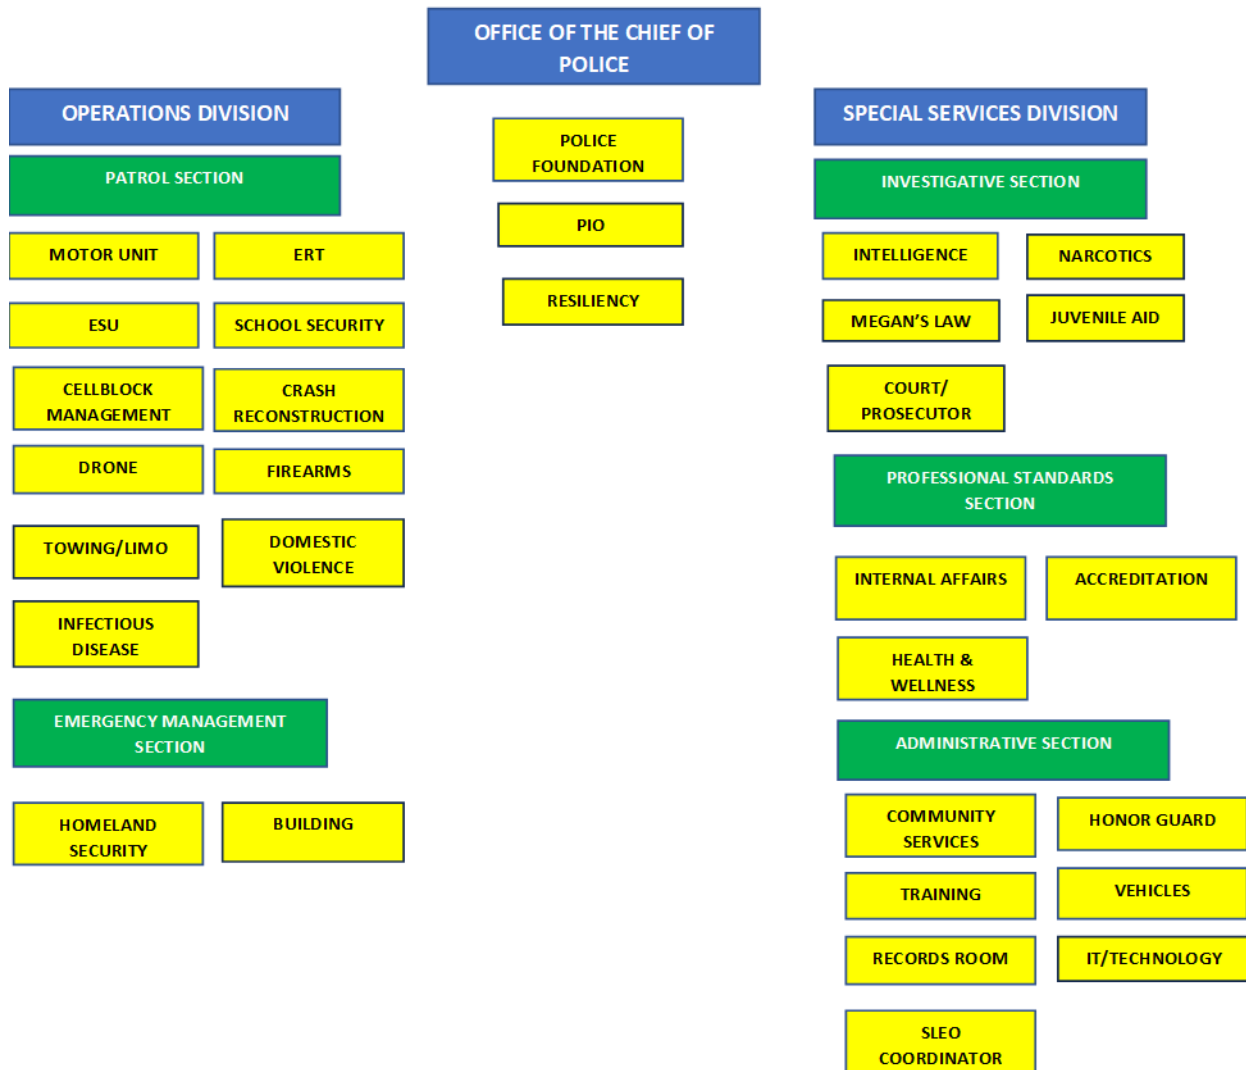 OFFICE OF THE CHIEF OF
POLICE
POLICE
FOUNDATION
PIO
RESILIENCY
OPERATIONS DIVISION
PATROL SECTION
MOTOR UNIT
ERT
ESU
SCHOOL SECURITY
CELLBLOCK
MANAGEMENT
CRASH
RECONSTRUCTION
DRONE
FIREARMS
TOWING/LIMO
DOMESTIC
VIOLENCE
INFECTIOUS
DISEASE
EMERGENCY MANAGEMENT
SECTION
HOMELAND
SECURITY
BUILDING
SPECIAL SERVICES DIVISION
INVESTIGATIVE SECTION
INTELLIGENCE
NARCOTICS
MEGAN’S LAW
JUVENILE AID
COURT/
PROSECUTOR
PROFESSIONAL STANDARDS
SECTION
INTERNAL AFFAIRS
ACCREDITATION
HEALTH &
WELLNESS
ADMINISTRATIVE SECTION
COMMUNITY
SERVICES
HONOR GUARD
TRAINING
VEHICLES
RECORDS ROOM
IT/TECHNOLOGY
SLEO
COORDINATOR